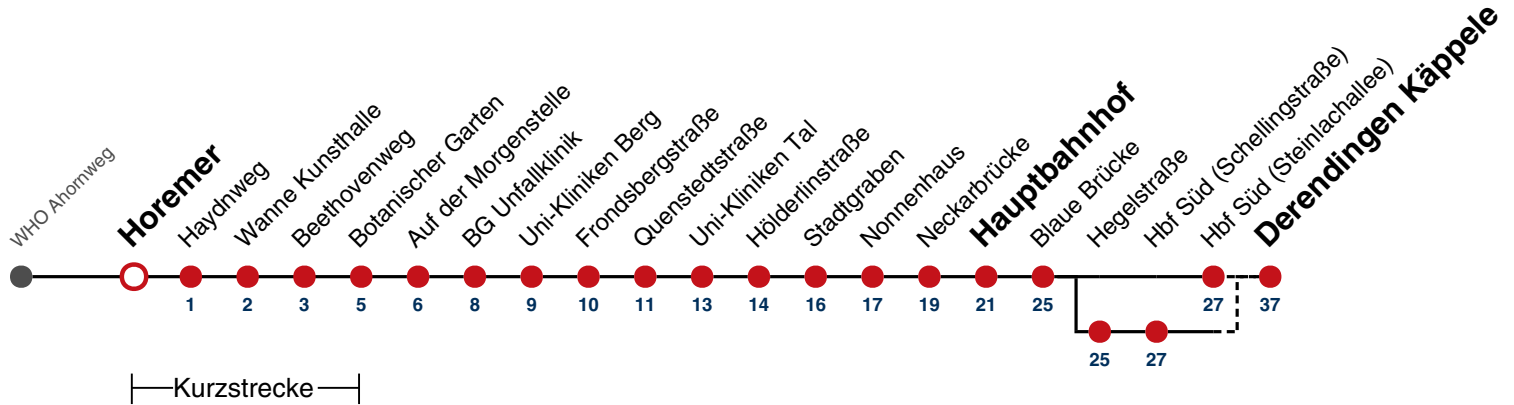 WHO Ahornweg
Horemer
Haydnweg
Wanne Kunsthalle
Beethovenweg
Botanischer Garten
Auf der Morgenstelle
BG Unfallklinik
Uni-Kliniken Berg
Frondsbergstraße
Quenstedtstraße
Uni-Kliniken Tal
Hölderlinstraße
Stadtgraben
Nonnenhaus
Neckarbrücke
Hauptbahnhof
Blaue Brücke
Hegelstraße
Hbf Süd (Schellingstraße)
Hbf Süd (Steinlachallee)
Derendingen Käppele
1 2 3 5 6 8 9 10 11 13 14 16 17 19 21 25 27 37
25 27
Kurzstrecke